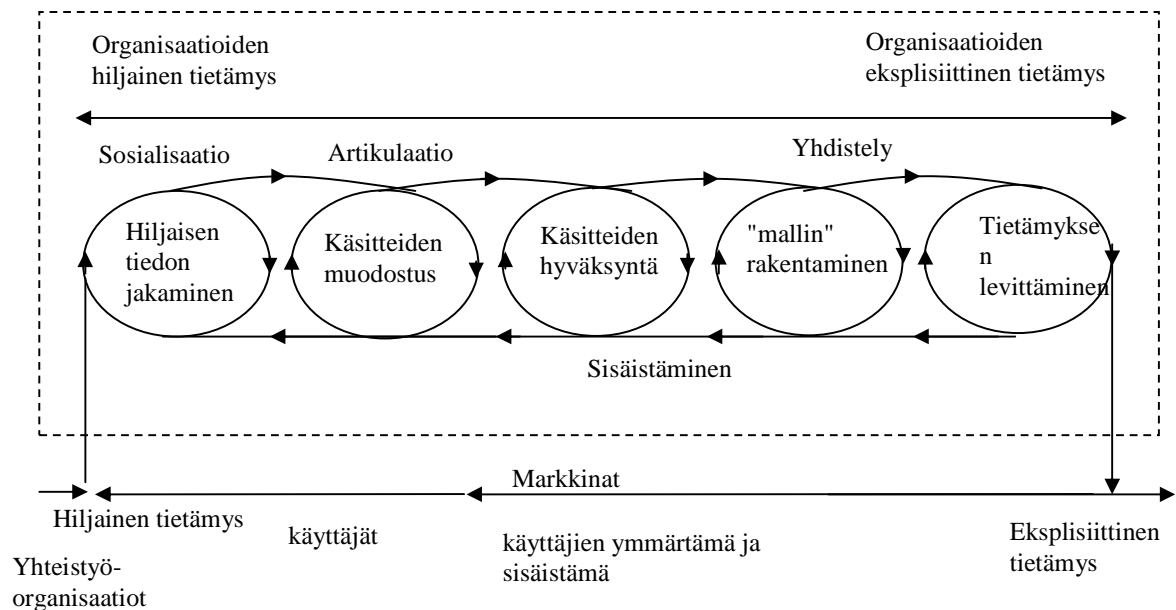 Organisaatioiden
hiljainen tietämys
Organisaatioiden
eksplisiittinen tietämys
Sosialisaatio
Artikulaatio
Yhdistely
Hiljaisen
tiedon
jakaminen
Käsitteiden
muodostus
Käsitteiden
hyväksyntä
"mallin"
rakentaminen
Tietämykse
n
levittäminen
Sisäistäminen
Markkinat
Hiljainen tietämys
käyttäjät
käyttäjien ymmärtämä ja
sisäistämä
Eksplisiittinen
tietämys
Yhteistyö-
organisaatiot